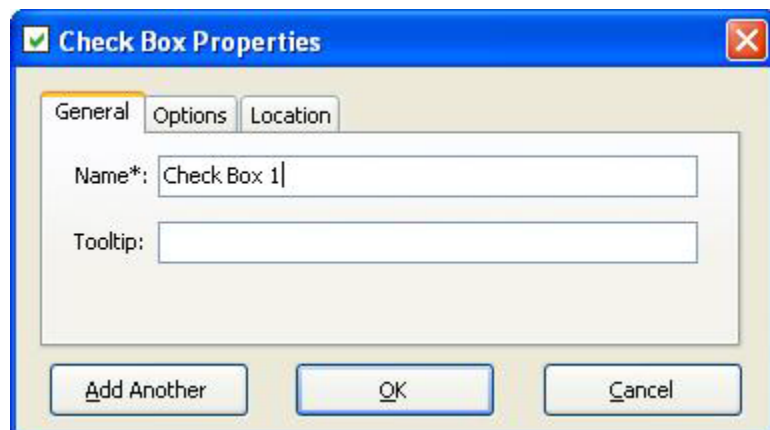 Check Box Properties
General Options Location
Name*: Check Box 1
Tooltip:
Add Another OK Cancel